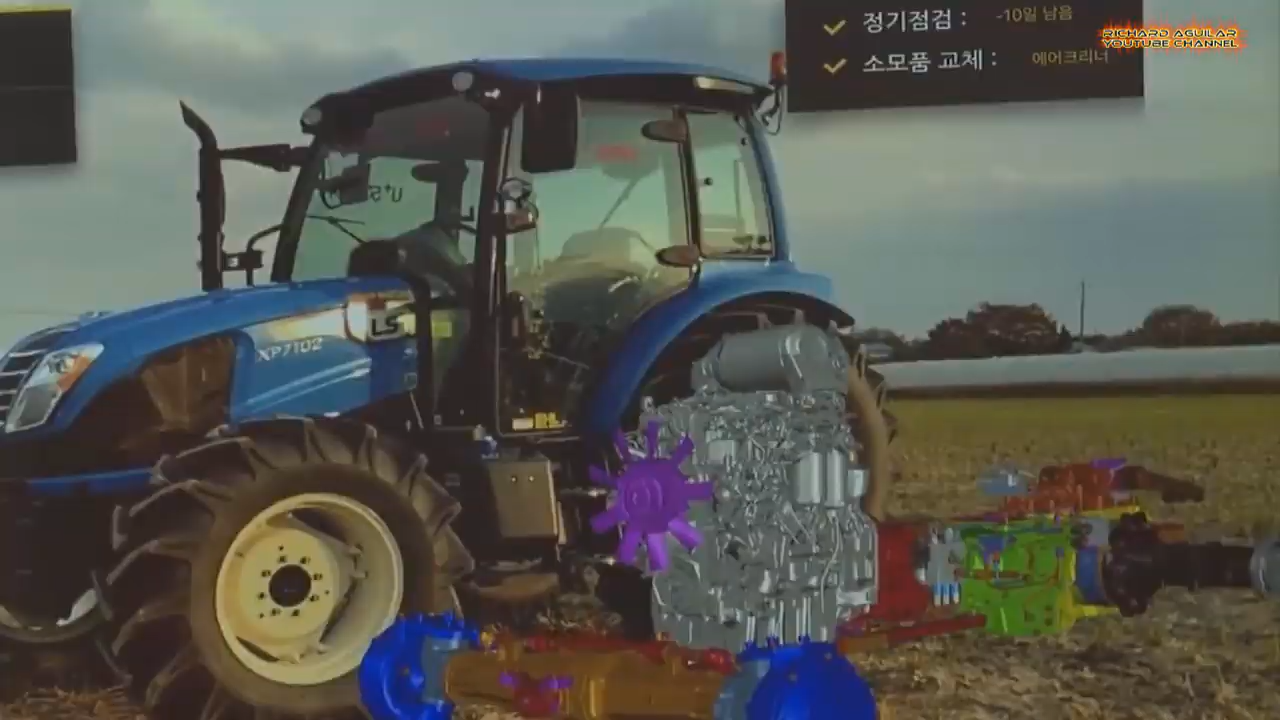 정기점검 : -10일 남음
소모품 교체 : 에어크리너
RICHARD AGUILAR
YOUTUBE CHANNEL
LS
XP7102